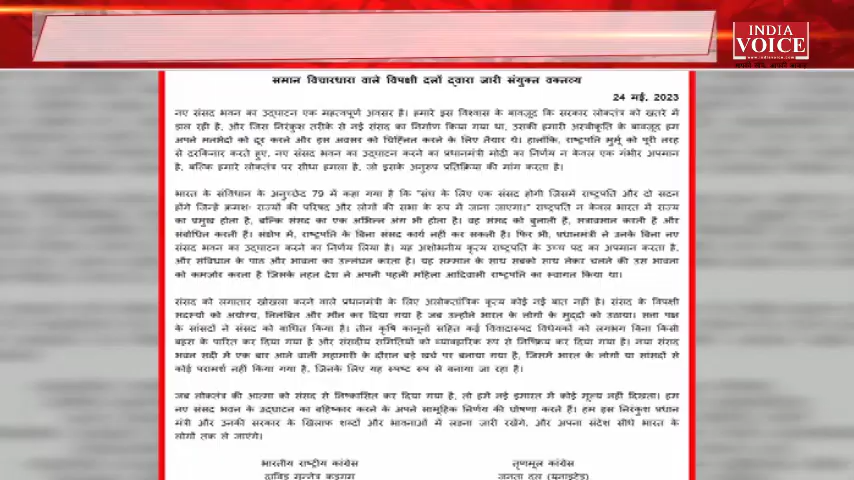 INDIA
VOICE
समान विचारधारा वाले विपक्षी दलों द्वारा जारी संयुक्त वक्तव्य
24 मई, 2023
नए संसद भवन का उद्घाटन एक महत्वपूर्ण अवसर है। हमारे इस विश्वास के बावजूद कि सरकार लोकतंत्र को खतरे में
डाल रही है, और जिस निरंकुश तरीके से नई संसद का निर्माण किया गया था, उसकी हमारी अस्वीकृति के बावजूद हम
अपने मतभेदों को दूर करने और इस अवसर को चिह्नित करने के लिए तैयार थे। हालाँकि, राष्ट्रपति मुर्मू को पूरी तरह
से दरकिनार करते हुए, नए संसद भवन का उद्घाटन करने का प्रधानमंत्री मोदी का निर्णय न केवल एक गंभीर अपमान
है, बल्कि हमारे लोकतंत्र पर सीधा हमला है, जो इसके अनुरूप प्रतिक्रिया की मांग करता है।
भारत के संविधान के अनुच्छेद 79 में कहा गया है कि "संघ के लिए एक संसद होगी जिसमें राष्ट्रपति और दो सदन
होंगे जिन्हें क्रमशः राज्यों की परिषद और लोगों की सभा के रूप में जाना जाएगा।" राष्ट्रपति न केवल भारत में राज्य
का प्रमुख होता है, बल्कि संसद का एक अभिन्न अंग भी होता है। वह संसद को बुलाती हैं, सत्रावसान करती हैं और
संबोधित करती हैं। संक्षेप में, राष्ट्रपति के बिना संसद कार्य नहीं कर सकती है। फिर भी, प्रधानमंत्री ने उनके बिना नए
संसद भवन का उद्घाटन करने का निर्णय लिया है। यह अशोभनीय कृत्य राष्ट्रपति के उच्च पद का अपमान करता है,
और संविधान के पाठ और भावना का उल्लंघन करता है। यह सम्मान के साथ सबको साथ लेकर चलने की उस भावना
को कमज़ोर करता है जिसके तहत देश ने अपनी पहली महिला आदिवासी राष्ट्रपति का स्वागत किया था।
संसद को लगातार खोखला करने वाले प्रधानमंत्री के लिए अलोकतांत्रिक कृत्य कोई नई बात नहीं है। संसद के विपक्षी
सदस्यों को अयोग्य, निलंबित और मौन कर दिया गया है जब उन्होंने भारत के लोगों के मुद्दों को उठाया। सत्ता पक्ष
के सांसदों ने संसद को बाधित किया है। तीन कृषि कानूनों सहित कई विवादास्पद विधेयकों को लगभग बिना किसी
बहस के पारित कर दिया गया है और संसदीय समितियों को व्यावहारिक रूप से निष्क्रिय कर दिया गया है। नया संसद
भवन सदी में एक बार आने वाली महामारी के दौरान बड़े खर्च पर बनाया गया है, जिसमें भारत के लोगों या सांसदों से
कोई परामर्श नहीं किया गया है, जिनके लिए यह स्पष्ट रूप से बनाया जा रहा है।
जब लोकतंत्र की आत्मा को संसद से निष्कासित कर दिया गया है, तो हमें नई इमारत में कोई मूल्य नहीं दिखता। हम
नए संसद भवन के उद्घाटन का बहिष्कार करने के अपने सामूहिक निर्णय की घोषणा करते हैं। हम इस निरंकुश प्रधान
मंत्री और उनकी सरकार के खिलाफ शब्दों और भावनाओं में लड़ना जारी रखेंगे, और अपना संदेश सीधे भारत के
लोगों तक ले जाएंगे।
भारतीय राष्ट्रीय कांग्रेस
तृणमूल कांग्रेस
द्राविड़ मुन्नेत्र कड़गम
जनता दल (यूनाइटेड)